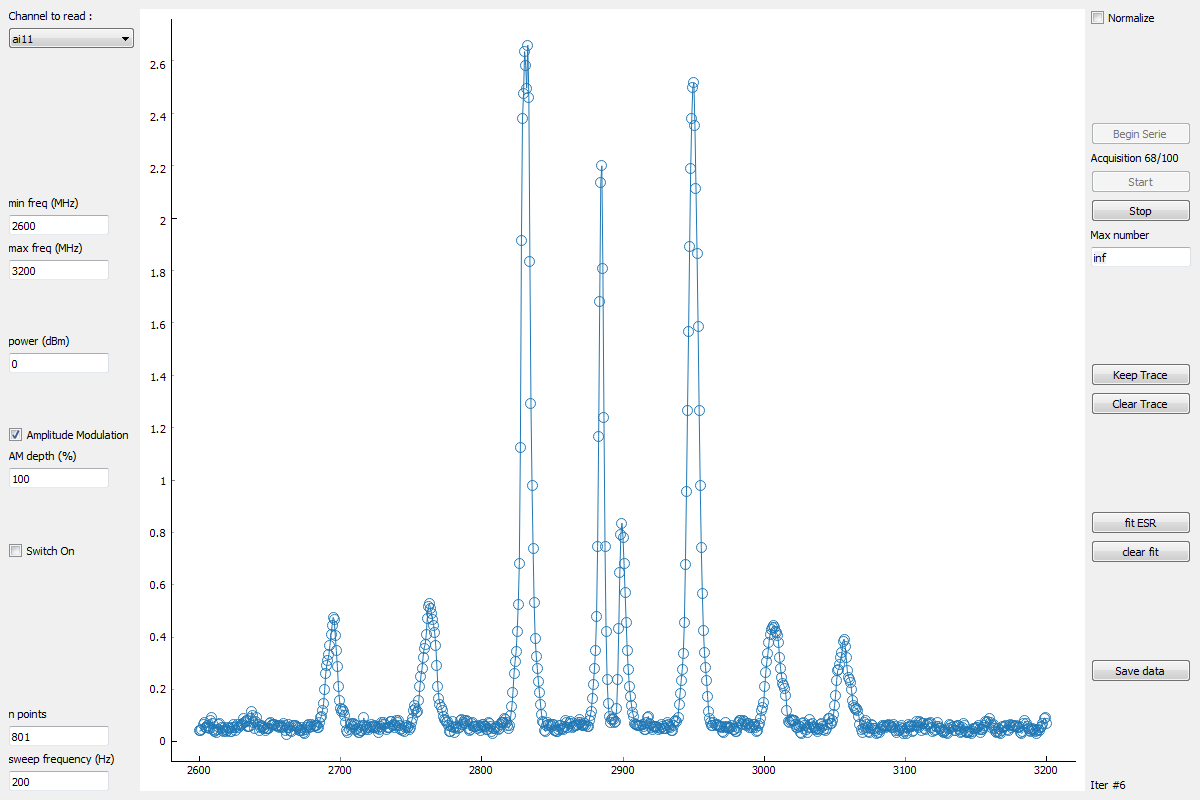 Channel to read :
ai11
min freq (MHz)
2600
max freq (MHz)
3200
power (dBm)
0
Amplitude Modulation
AM depth (%)
100
Switch On
n points
801
sweep frequency (Hz)
200
2.6
2.4
2.2
2
1.8
1.6
1.4
1.2
1
0.8
0.6
0.4
0.2
0
2600 2700 2800 2900 3000 3100 3200
Normalize
Begin Serie
Acquisition 68/100
Start
Stop
Max number
inf
Keep Trace
Clear Trace
fit ESR
clear fit
Save data
Iter #6